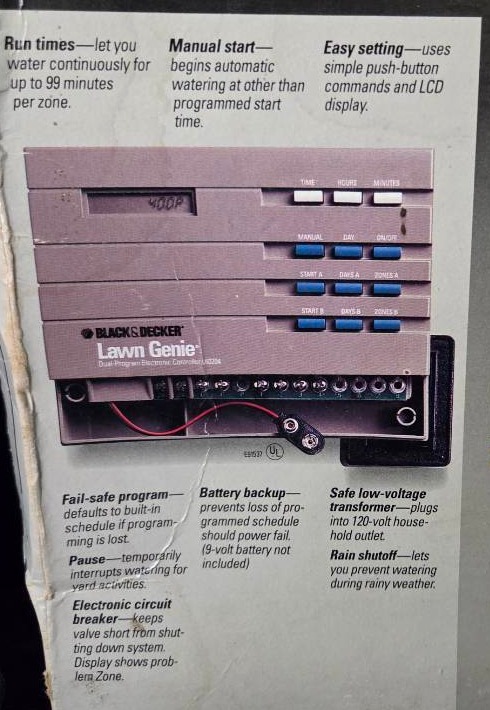 Run times—let you
water continuously for
up to 99 minutes
per zone.
Manual start—
begins automatic
watering at other than
programmed start
time.
Easy setting—uses
simple push-button
commands and LCD
display.
TIME HOURS MINUTES
400P
MANUAL DAY ON/OFF
START A DAYS A ZONES A
START B DAYS B ZONES B
BLACK & DECKER
Lawn Genie
Dual-Program Electronic Controller
E91537 UL
Fail-safe program—
defaults to built-in
schedule if program-
ming is lost.
Pause—temporarily
interrupts watering for
yard activities.
Electronic circuit
breaker—keeps
valve short from shut-
ting down system.
Display shows prob-
lem Zone.
Battery backup—
prevents loss of pro-
grammed schedule
should power fail.
(9-volt battery not
included)
Safe low-voltage
transformer—plugs
into 120-volt house-
hold outlet.
Rain shutoff—lets
you prevent watering
during rainy weather.